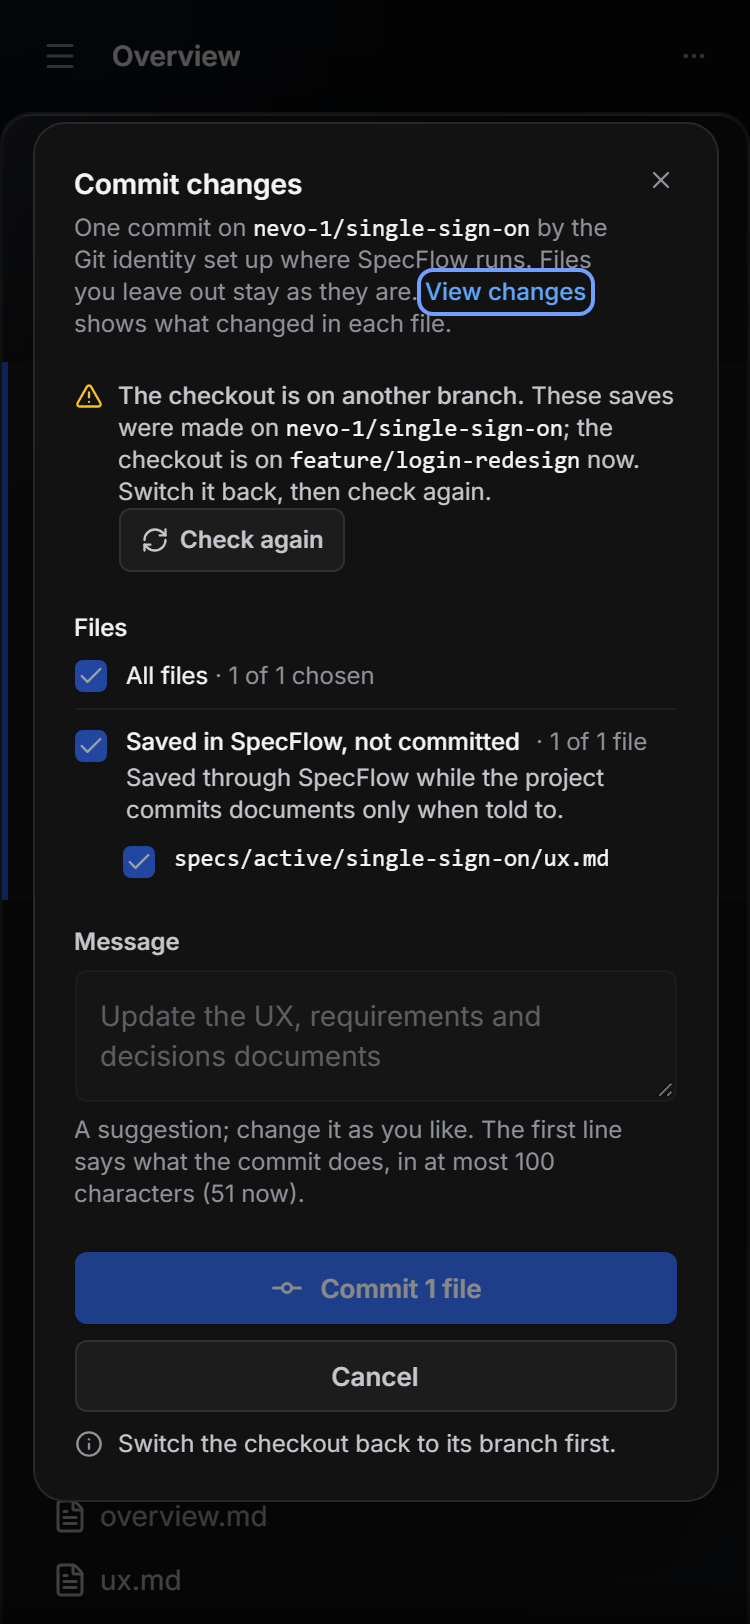 Overview
Commit changes
One commit on nevo-1/single-sign-on by the
Git identity set up where SpecFlow runs. Files
you leave out stay as they are. View changes
shows what changed in each file.
The checkout is on another branch. These saves
were made on nevo-1/single-sign-on; the
checkout is on feature/login-redesign now.
Switch it back, then check again.
Check again
Files
All files · 1 of 1 chosen
Saved in SpecFlow, not committed · 1 of 1 file
Saved through SpecFlow while the project
commits documents only when told to.
specs/active/single-sign-on/ux.md
Message
Update the UX, requirements and
decisions documents
A suggestion; change it as you like. The first line
says what the commit does, in at most 100
characters (51 now).
Commit 1 file
Cancel
Switch the checkout back to its branch first.
overview.md
ux.md